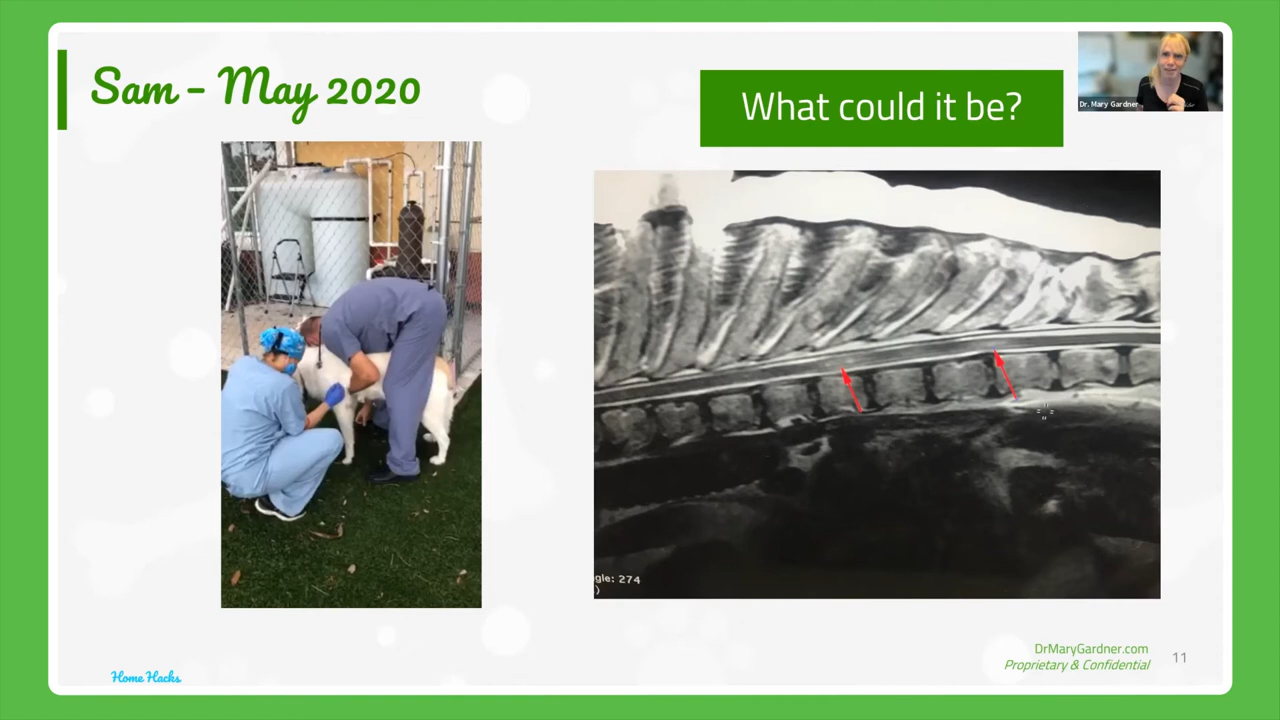 Sam - May 2020
What could it be?
Dr. Mary Gardner
gle: 274
)
DrMaryGardner.com
Proprietary & Confidential
11
Home Hacks